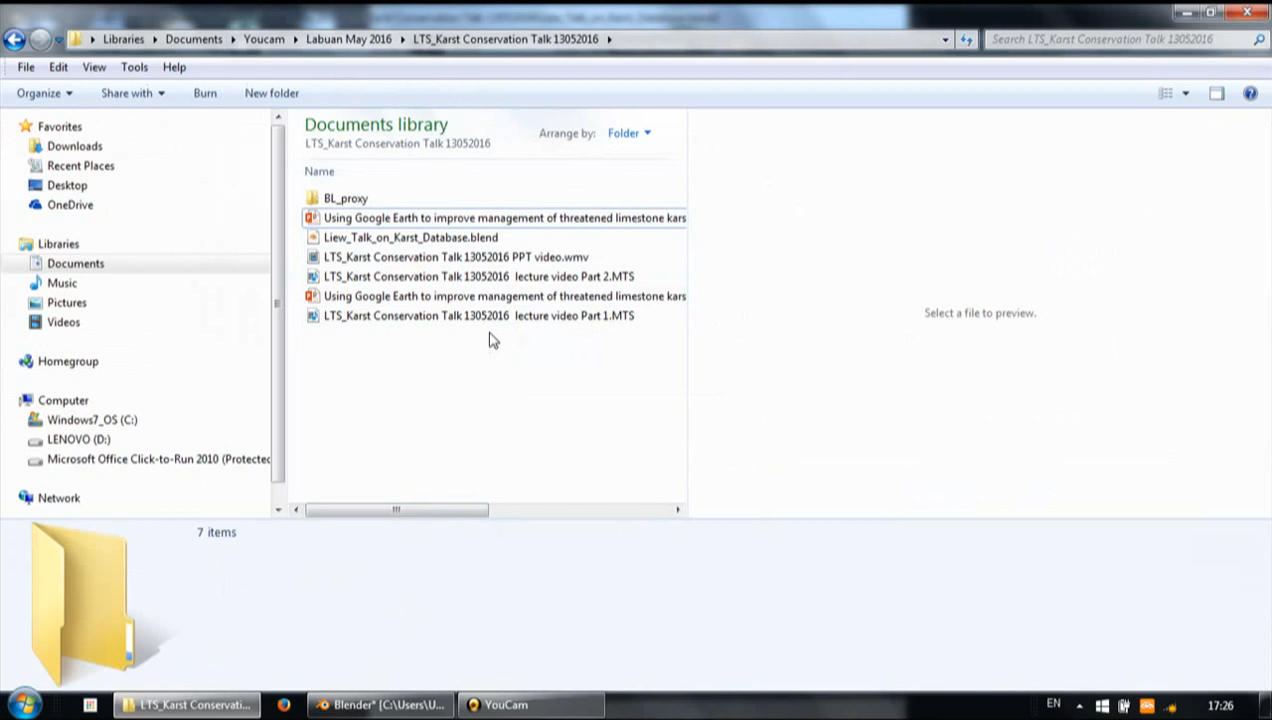 Libraries Documents Youcam Labuan May 2016 LTS_Karst Conservation Talk 13052016
Search LTS_Karst Conservation Talk 13052016
File Edit View Tools Help
Organize Share with Burn New folder
Favorites
Downloads
Recent Places
Desktop
OneDrive
Libraries
Documents
Music
Pictures
Videos
Homegroup
Computer
Windows7_OS (C:)
LENOVO (D:)
Microsoft Office Click-to-Run 2010 (Protected
Network
Documents library
LTS_Karst Conservation Talk 13052016
Arrange by: Folder
Name
BL_proxy
Using Google Earth to improve management of threatened limestone kars
Liew_Talk_on_Karst_Database.blend
LTS_Karst Conservation Talk 13052016 PPT video.wmv
LTS_Karst Conservation Talk 13052016 lecture video Part 2.MTS
Using Google Earth to improve management of threatened limestone kars
LTS_Karst Conservation Talk 13052016 lecture video Part 1.MTS
Select a file to preview.
7 items
LTS_Karst Conservati...
Blender* [C:\Users\U...
YouCam
EN
17:26